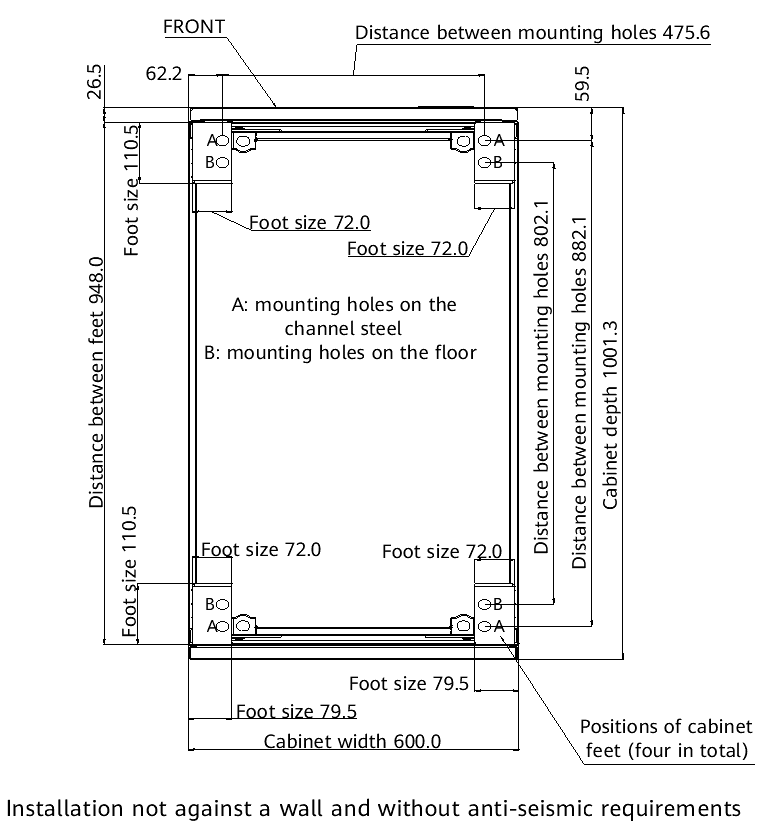 FRONT
Distance between mounting holes 475.6
62.2
26.5
59.5
Foot size 110.5
A
A
B
B
Foot size 72.0
Foot size 72.0
Distance between feet 948.0
A: mounting holes on the
channel steel
B: mounting holes on the floor
Distance between mounting holes 802.1
Distance between mounting holes 882.1
Cabinet depth 1001.3
Foot size 110.5
Foot size 72.0
Foot size 72.0
B
B
A
A
Foot size 79.5
Foot size 79.5
Cabinet width 600.0
Positions of cabinet
feet (four in total)
Installation not against a wall and without anti-seismic requirements